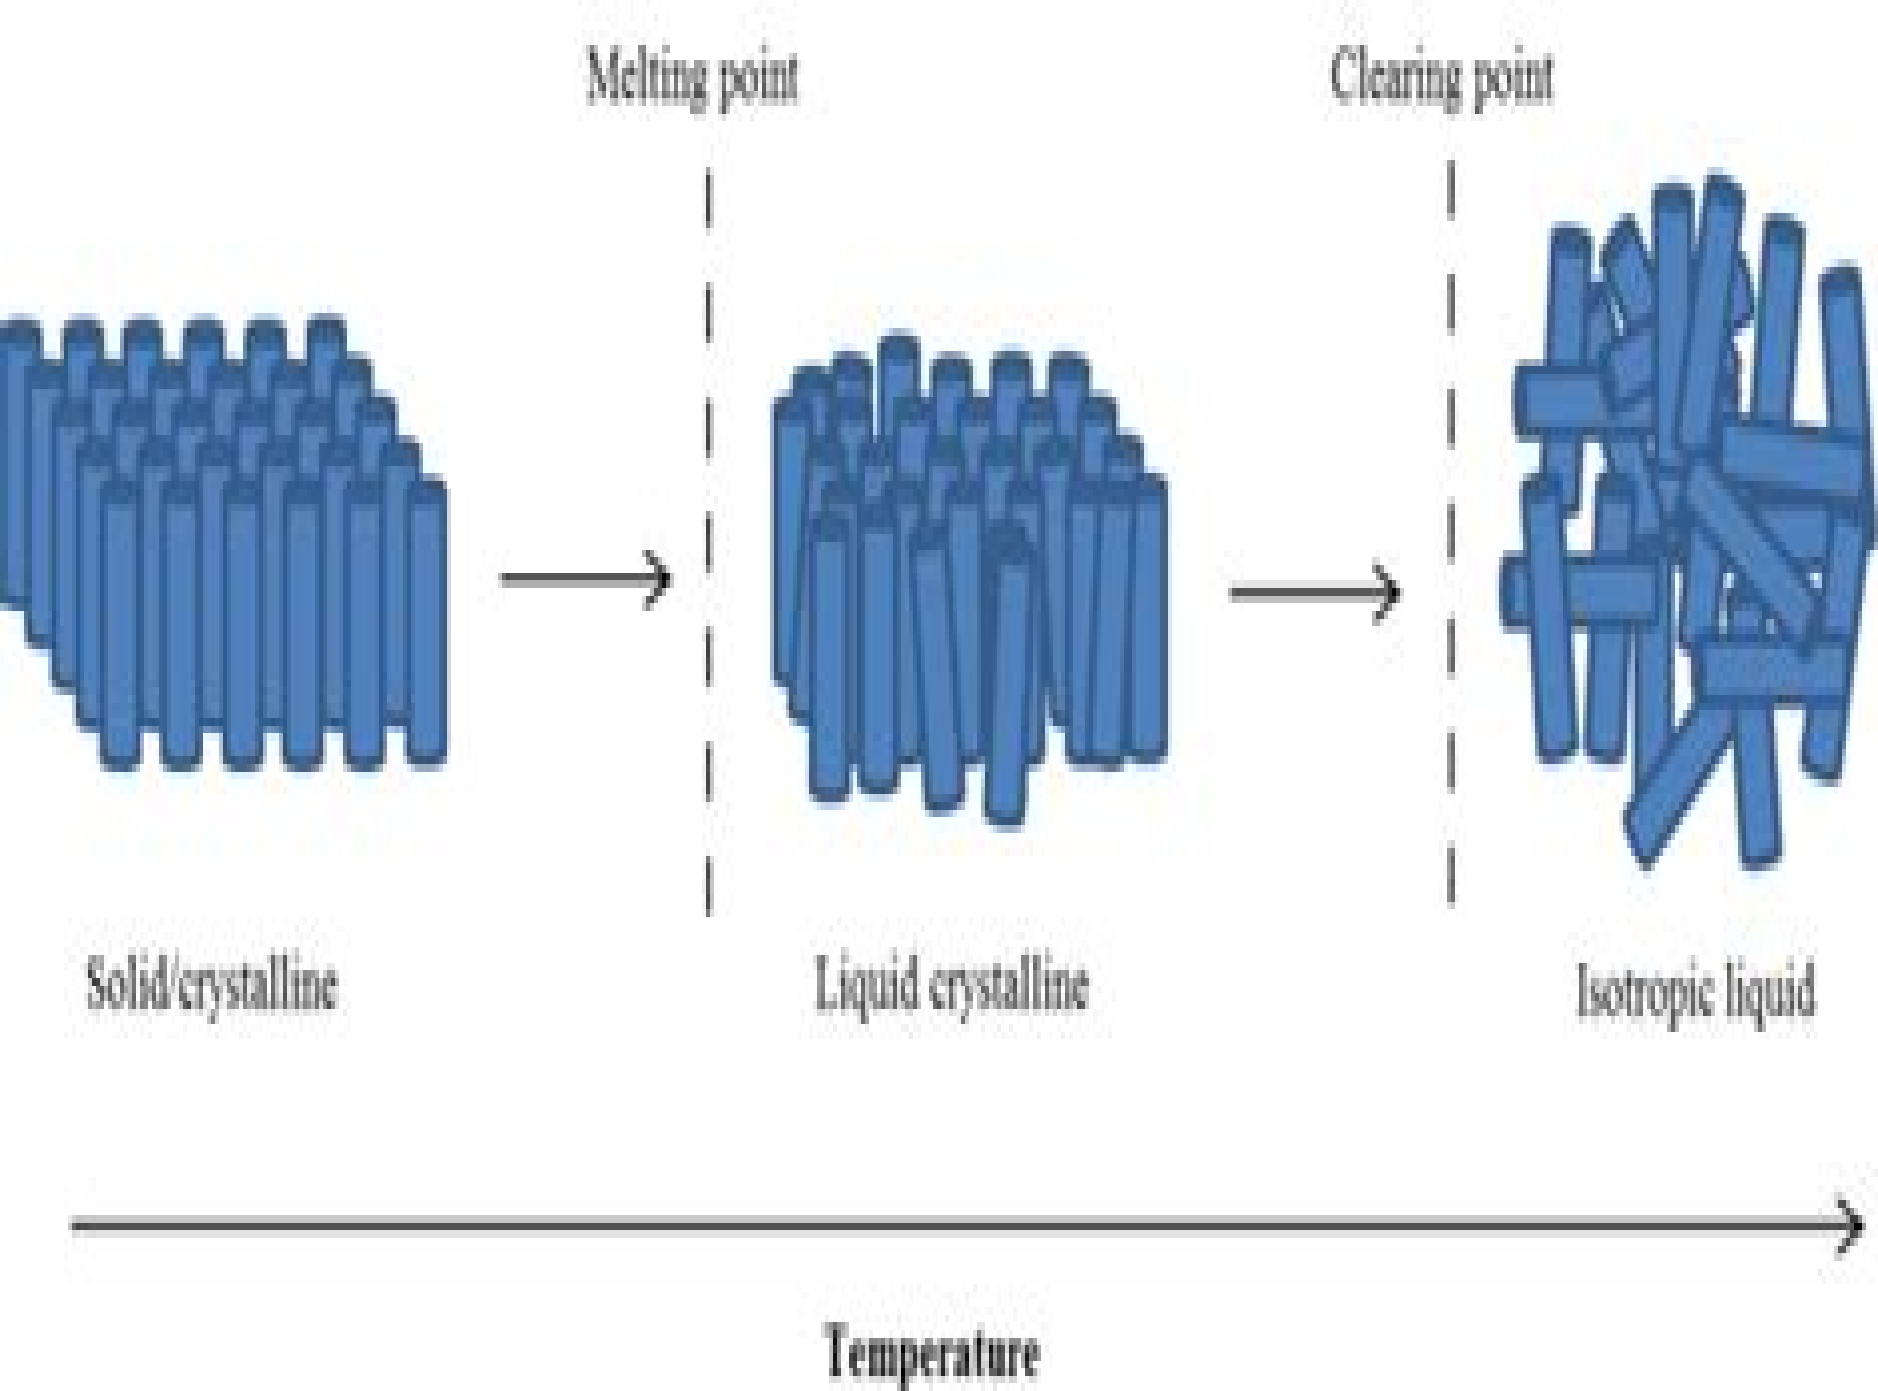 Melting point
Clearing point
Solid/crystalline
Liquid crystalline
Isotropic liquid
Temperature